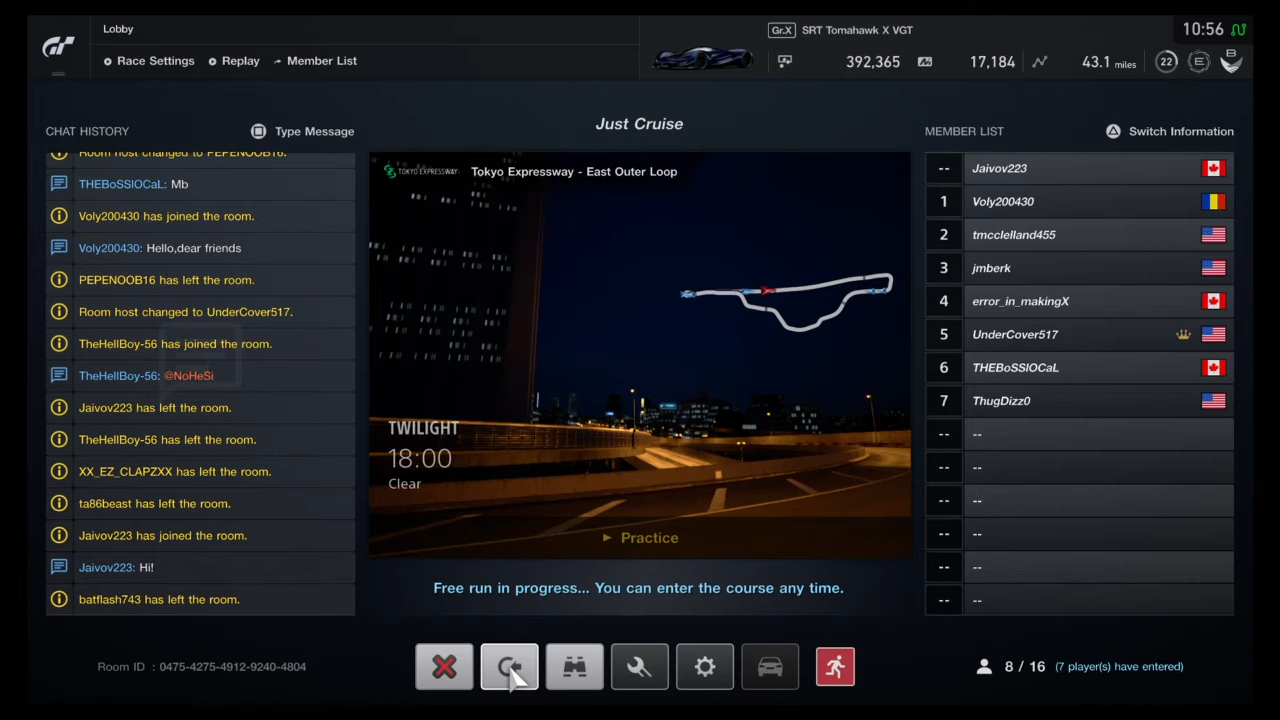 Lobby
Race Settings Replay Member List
Gr.X SRT Tomahawk X VGT
10:56
392,365 17,184 43.1 miles 22 E B
CHAT HISTORY Type Message
Room host changed to PEPENOOB16.
THEBoSSIOCaL: Mb
Voly200430 has joined the room.
Voly200430: Hello,dear friends
PEPENOOB16 has left the room.
Room host changed to UnderCover517.
TheHellBoy-56 has joined the room.
TheHellBoy-56: @NoHeSi
Jaivov223 has left the room.
TheHellBoy-56 has left the room.
XX_EZ_CLAPZXX has left the room.
ta86beast has left the room.
Jaivov223 has joined the room.
Jaivov223: Hi!
batflash743 has left the room.
Room ID : 0475-4275-4912-9240-4804
Just Cruise
TOKYO EXPRESSWAY Tokyo Expressway - East Outer Loop
TWILIGHT
18:00
Clear
Practice
Free run in progress... You can enter the course any time.
MEMBER LIST Switch Information
-- Jaivov223
1 Voly200430
2 tmcclelland455
3 jmberk
4 error_in_makingX
5 UnderCover517
6 THEBoSSIOCaL
7 ThugDizz0
-- --
-- --
-- --
-- --
-- --
-- --
8 / 16 (7 player(s) have entered)